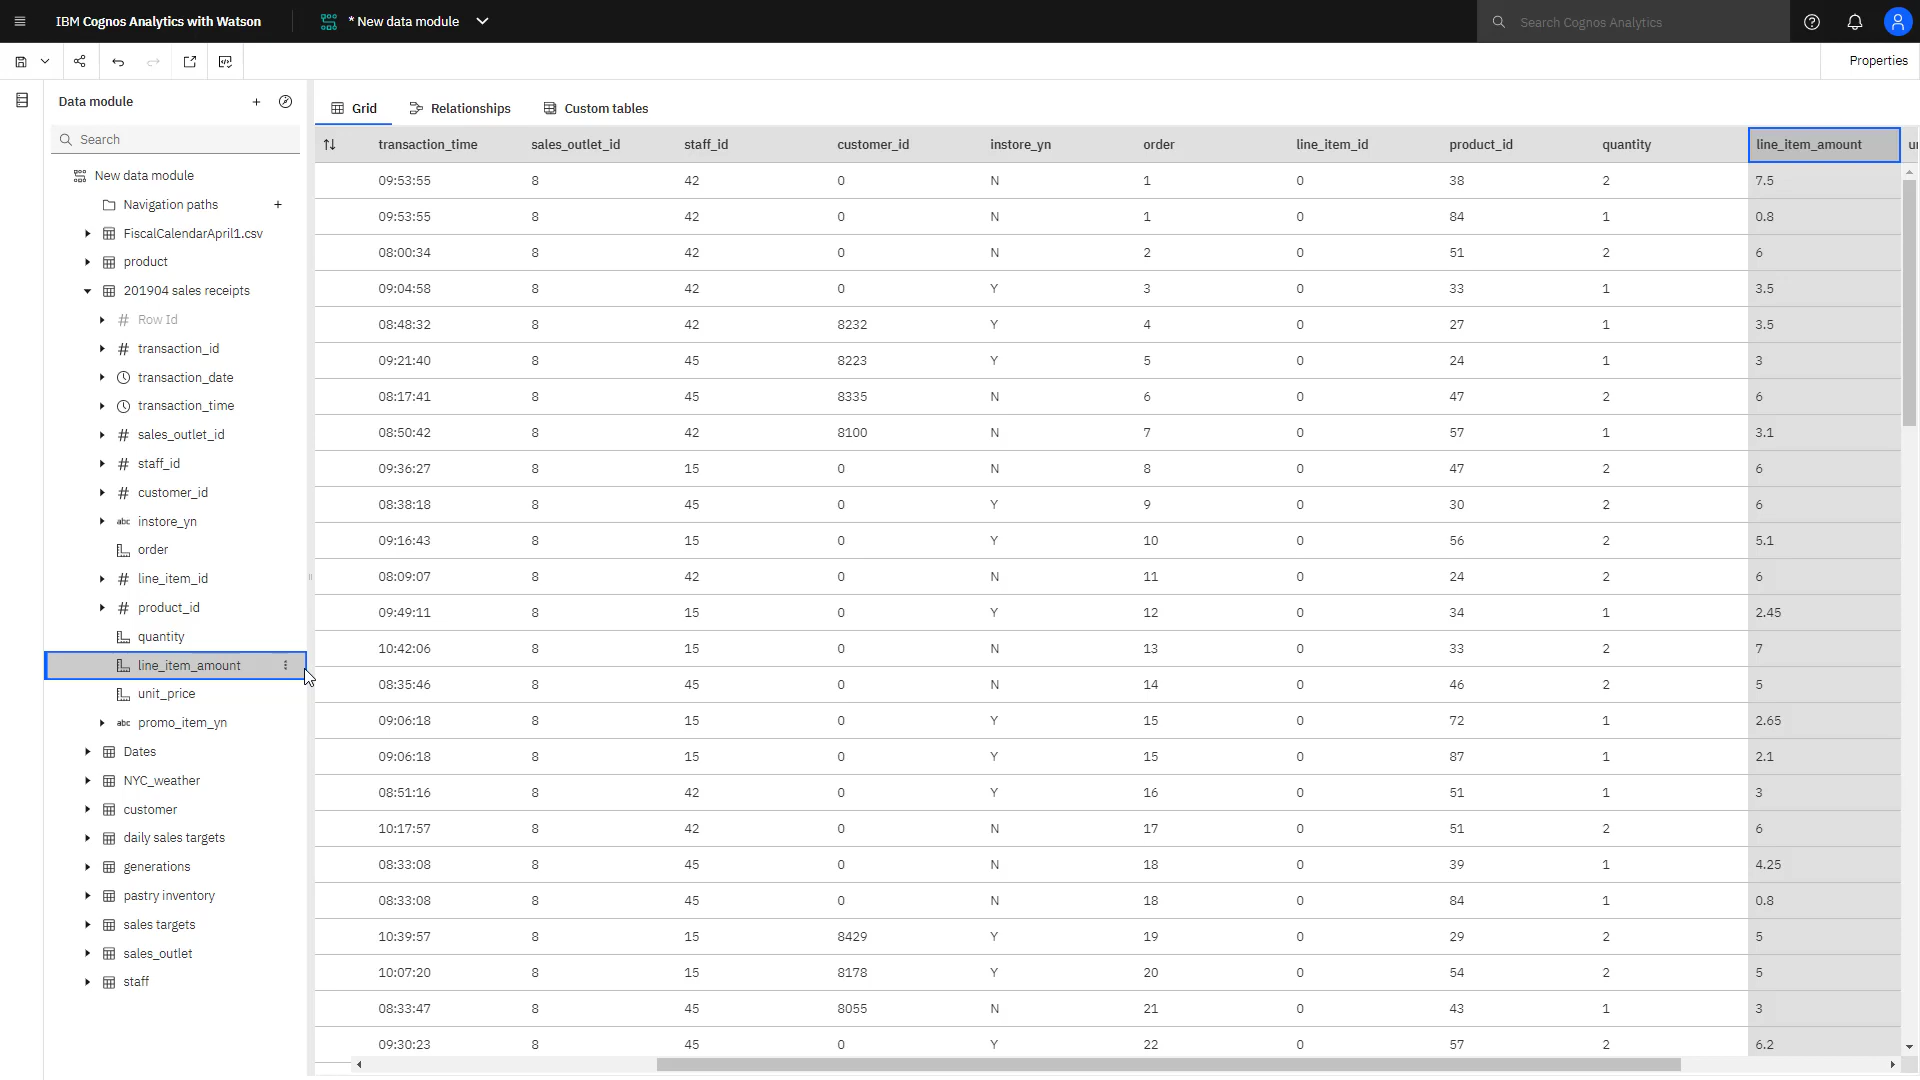 IBM Cognos Analytics with Watson
* New data module
Search Cognos Analytics
Properties
Data module
Grid
Relationships
Custom tables
Search
transaction_time sales_outlet_id staff_id customer_id instore_yn order line_item_id product_id quantity line_item_amount
New data module
Navigation paths
FiscalCalendarApril1.csv
product
201904 sales receipts
Row Id
transaction_id
transaction_date
transaction_time
sales_outlet_id
staff_id
customer_id
abc instore_yn
order
line_item_id
product_id
quantity
line_item_amount
unit_price
abc promo_item_yn
Dates
NYC_weather
customer
daily sales targets
generations
pastry inventory
sales targets
sales_outlet
staff
09:53:55 8 42 0 N 1 0 38 2 7.5
09:53:55 8 42 0 N 1 0 84 1 0.8
08:00:34 8 42 0 N 2 0 51 2 6
09:04:58 8 42 0 Y 3 0 33 1 3.5
08:48:32 8 42 8232 Y 4 0 27 1 3.5
09:21:40 8 45 8223 Y 5 0 24 1 3
08:17:41 8 45 8335 N 6 0 47 2 6
08:50:42 8 42 8100 N 7 0 57 1 3.1
09:36:27 8 15 0 N 8 0 47 2 6
08:38:18 8 45 0 Y 9 0 30 2 6
09:16:43 8 15 0 Y 10 0 56 2 5.1
08:09:07 8 42 0 N 11 0 24 2 6
09:49:11 8 15 0 Y 12 0 34 1 2.45
10:42:06 8 15 0 N 13 0 33 2 7
08:35:46 8 45 0 N 14 0 46 2 5
09:06:18 8 15 0 Y 15 0 72 1 2.65
09:06:18 8 15 0 Y 15 0 87 1 2.1
08:51:16 8 42 0 Y 16 0 51 1 3
10:17:57 8 42 0 N 17 0 51 2 6
08:33:08 8 45 0 N 18 0 39 1 4.25
08:33:08 8 45 0 N 18 0 84 1 0.8
10:39:57 8 15 8429 Y 19 0 29 2 5
10:07:20 8 15 8178 Y 20 0 54 2 5
08:33:47 8 45 8055 N 21 0 43 1 3
09:30:23 8 45 0 Y 22 0 57 2 6.2